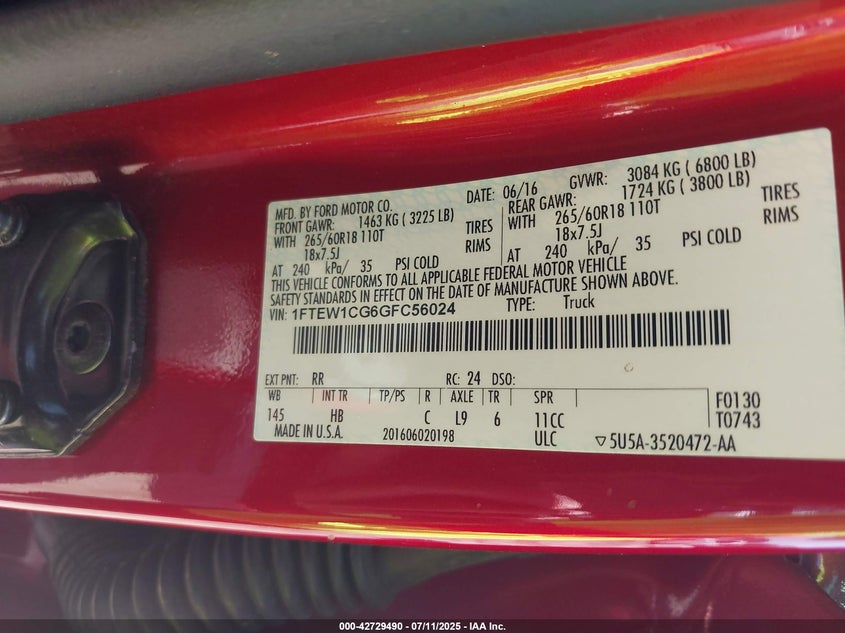 MFD. BY FORD MOTOR CO. DATE: 06/16 GVWR: 3084 KG ( 6800 LB)
FRONT GAWR: 1463 KG ( 3225 LB) REAR GAWR: 1724 KG ( 3800 LB)
WITH 265/60R18 110T TIRES WITH 265/60R18 110T TIRES
18x7.5J RIMS 18x7.5J RIMS
AT 240 kPa/ 35 PSI COLD AT 240 kPa/ 35 PSI COLD
THIS VEHICLE CONFORMS TO ALL APPLICABLE FEDERAL MOTOR VEHICLE
SAFETY STANDARDS IN EFFECT ON THE DATE OF MANUFACTURE SHOWN ABOVE.
VIN: 1FTEW1CG6GFC56024 TYPE: Truck
EXT PNT: RR RC: 24 DSO:
WB INT TR TP/PS R AXLE TR SPR F0130
145 HB C L9 6 11CC T0743
MADE IN U.S.A. 201606020198 ULC ▽5U5A-3520472-AA
000-42729490 - 07/11/2025 - IAA Inc.